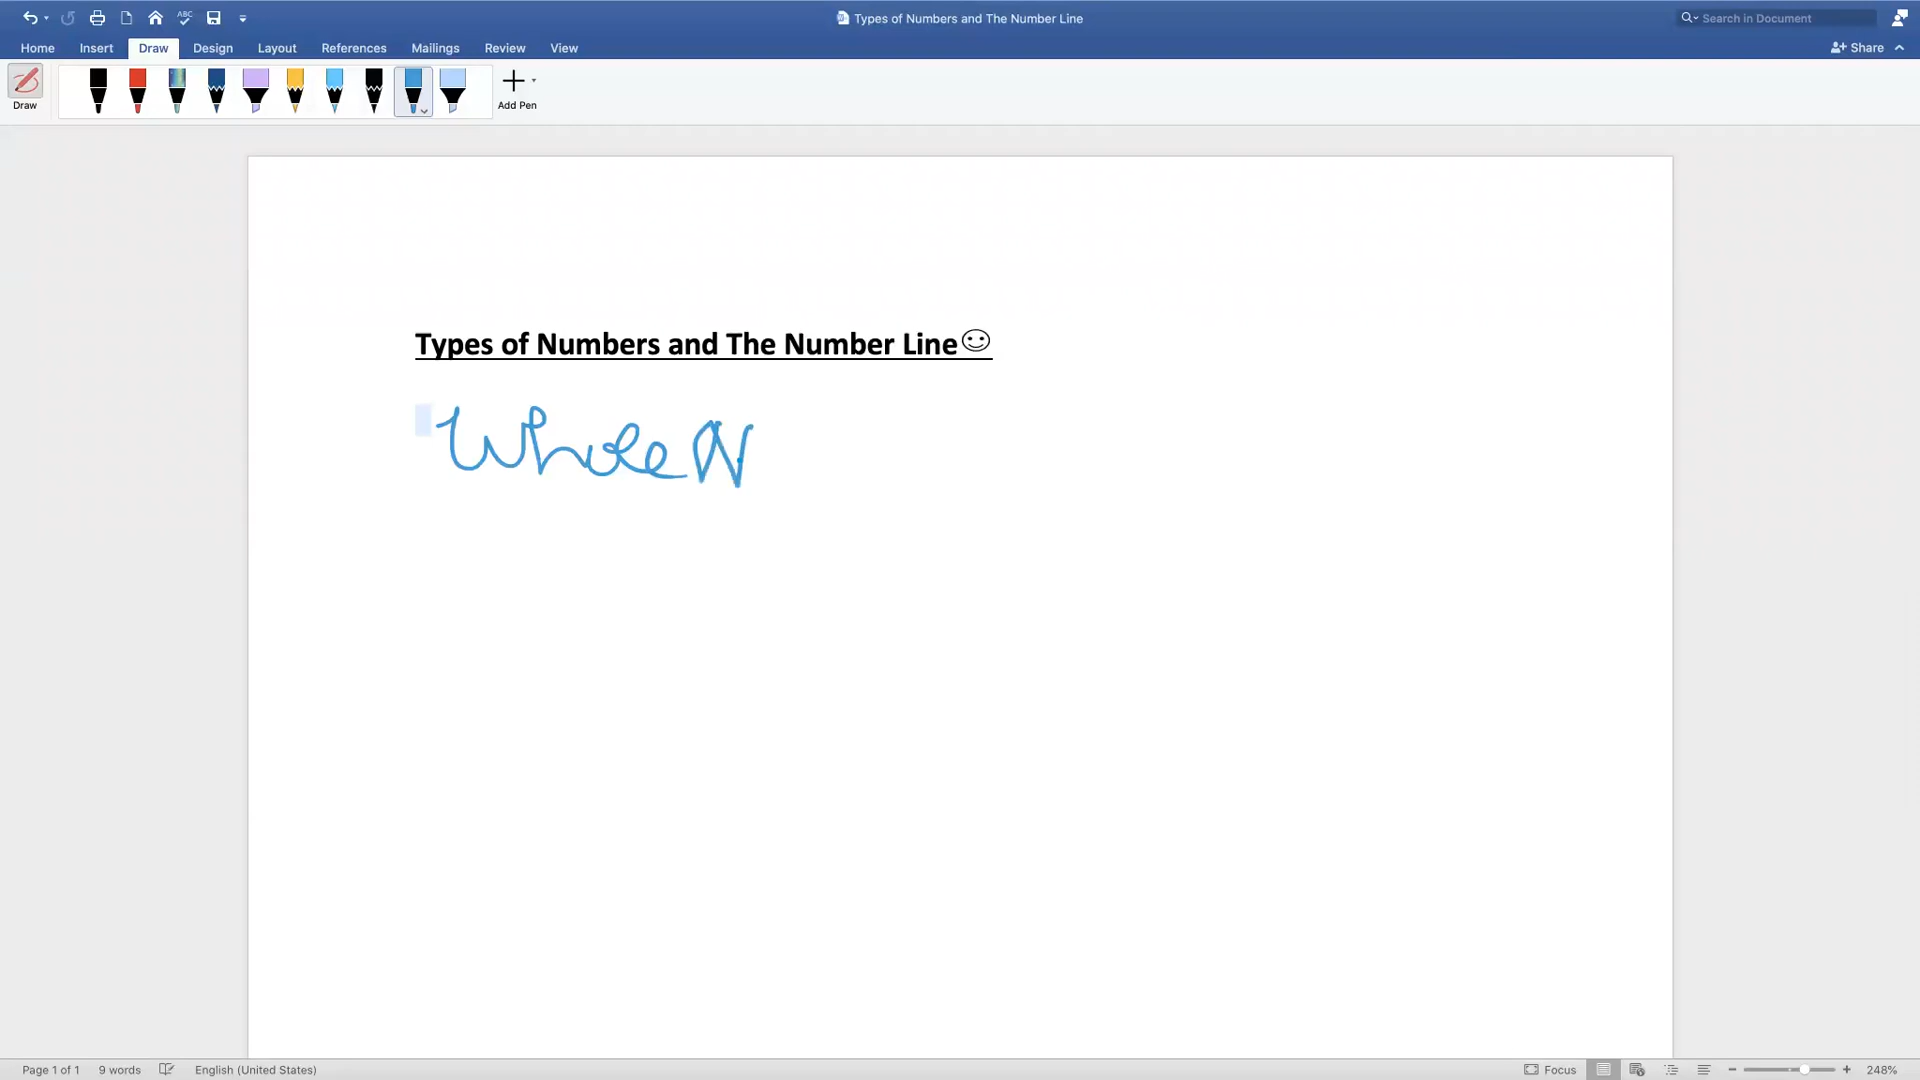 Types of Numbers and The Number Line
Search in Document
Home Insert Draw Design Layout References Mailings Review View
Share
ABC
Draw
Add Pen
Types of Numbers and The Number Line☺
Whole N
Page 1 of 1 9 words English (United States)
Focus
248%